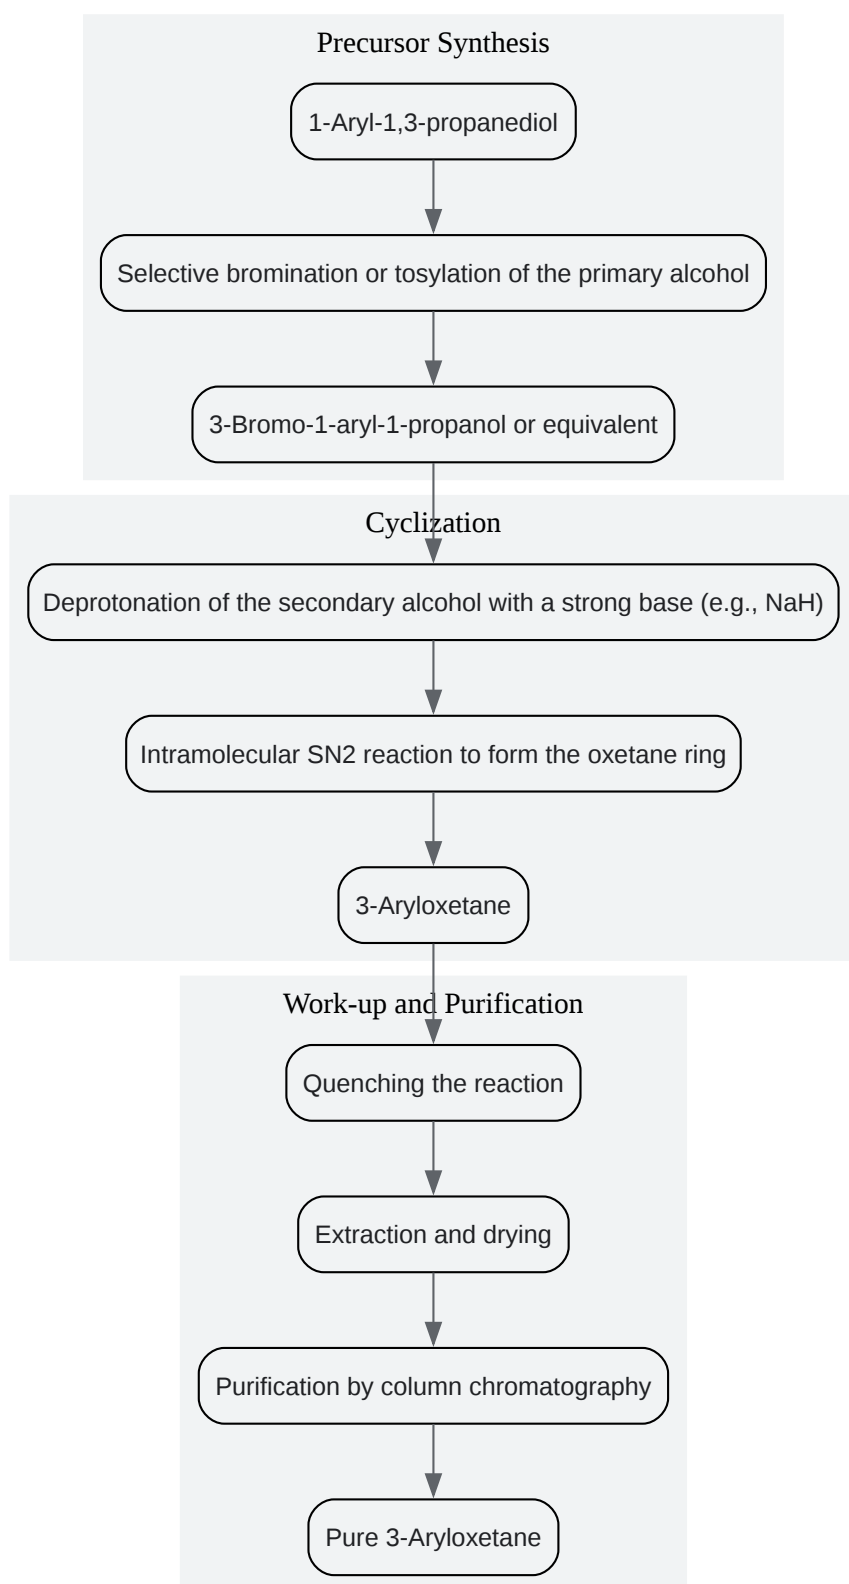 Precursor Synthesis
1-Aryl-1,3-propanediol
Selective bromination or tosylation of the primary alcohol
3-Bromo-1-aryl-1-propanol or equivalent
Cyclization
Deprotonation of the secondary alcohol with a strong base (e.g., NaH)
Intramolecular SN2 reaction to form the oxetane ring
3-Aryloxetane
Work-up and Purification
Quenching the reaction
Extraction and drying
Purification by column chromatography
Pure 3-Aryloxetane